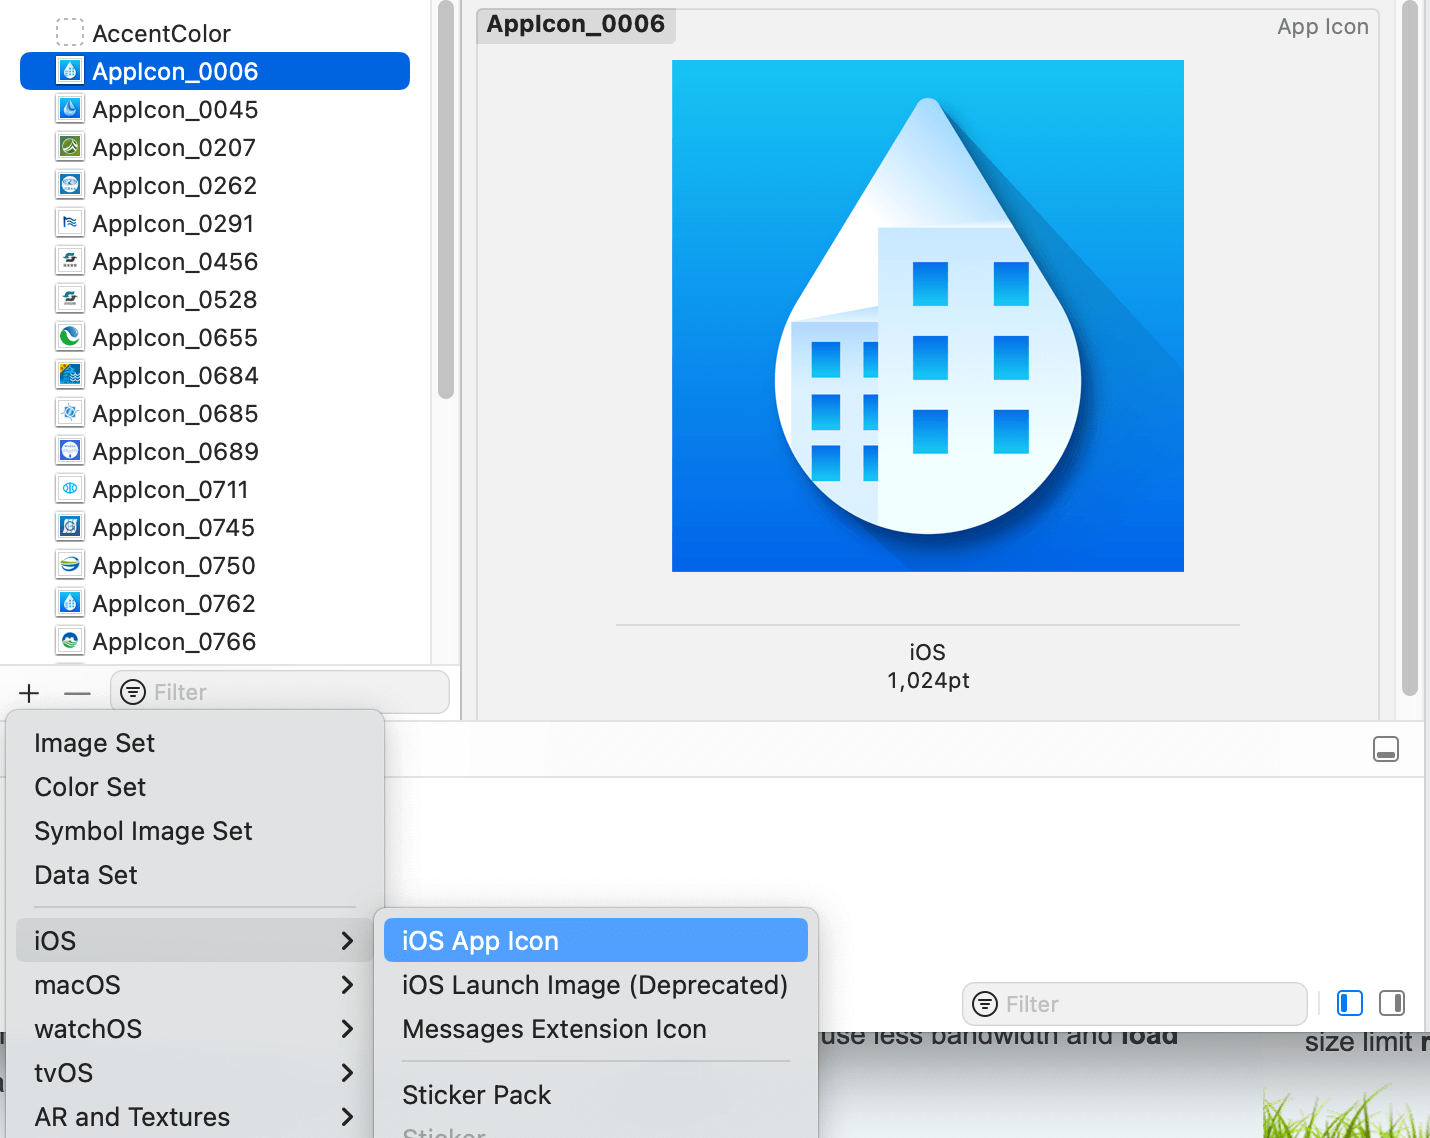 AccentColor
AppIcon_0006
AppIcon_0045
AppIcon_0207
AppIcon_0262
AppIcon_0291
AppIcon_0456
AppIcon_0528
AppIcon_0655
AppIcon_0684
AppIcon_0685
AppIcon_0689
AppIcon_0711
AppIcon_0745
AppIcon_0750
AppIcon_0762
AppIcon_0766
Filter
AppIcon_0006
App Icon
iOS
1,024pt
Image Set
Color Set
Symbol Image Set
Data Set
iOS
macOS
watchOS
tvOS
AR and Textures
iOS App Icon
iOS Launch Image (Deprecated)
Messages Extension Icon
Sticker Pack
Sticker
Filter
use less bandwidth and load
size limit